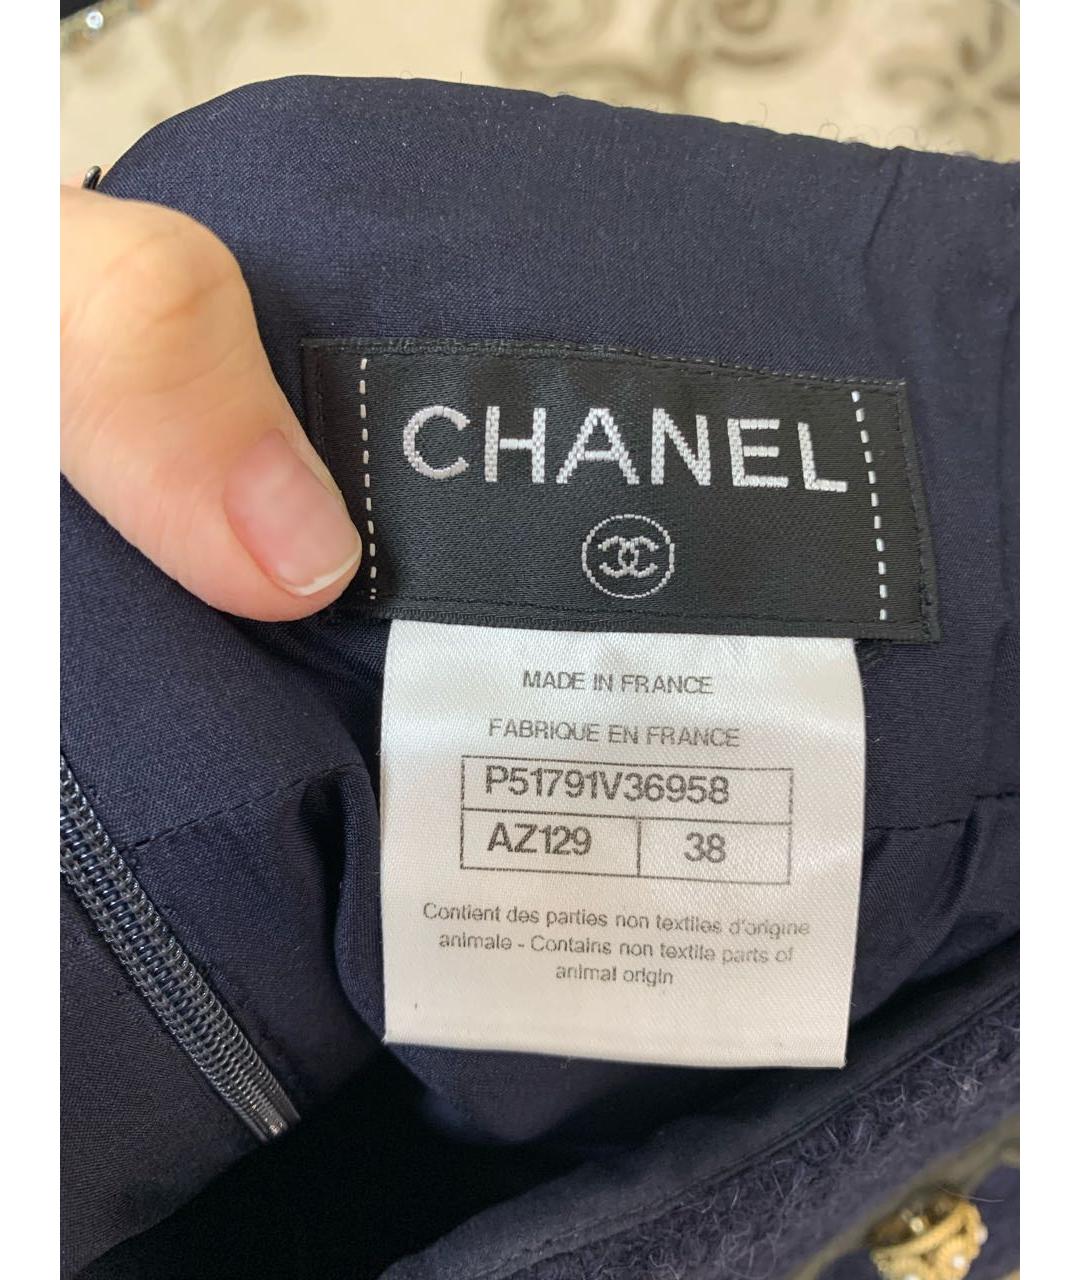 CHANEL
MADE IN FRANCE
FABRIQUE EN FRANCE
P51791V36958
AZ129 38
Contient des parties non textiles d'origine
animale - Contains non textile parts of
animal origin